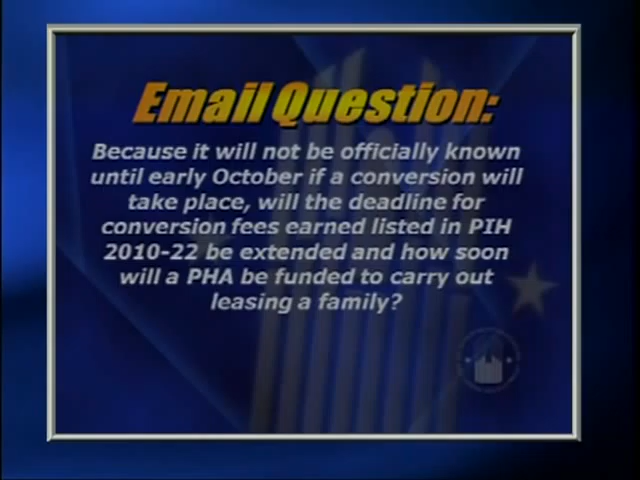 Email Question:
Because it will not be officially known
until early October if a conversion will
take place, will the deadline for
conversion fees earned listed in PIH
2010-22 be extended and how soon
will a PHA be funded to carry out
leasing a family?